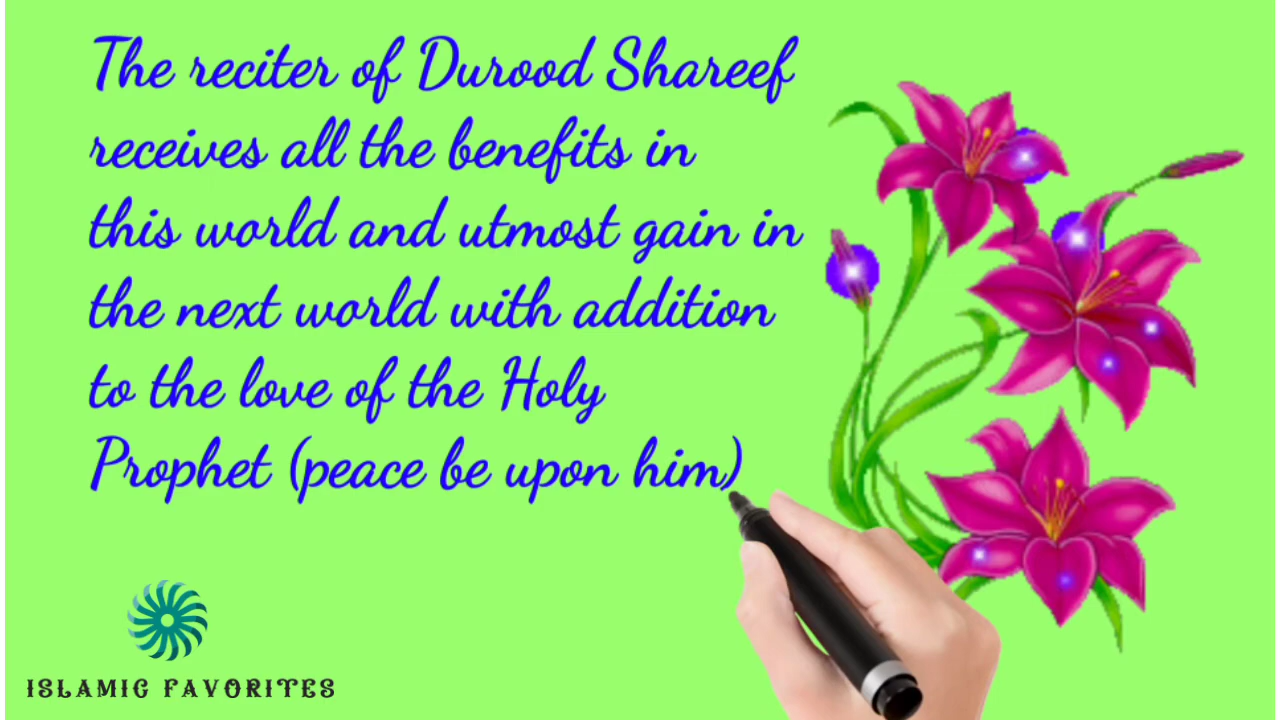 The reciter of Durood Shareef
receives all the benefits in
this world and utmost gain in
the next world with addition
to the love of the Holy
Prophet (peace be upon him)
ISLAMIC FAVORITES